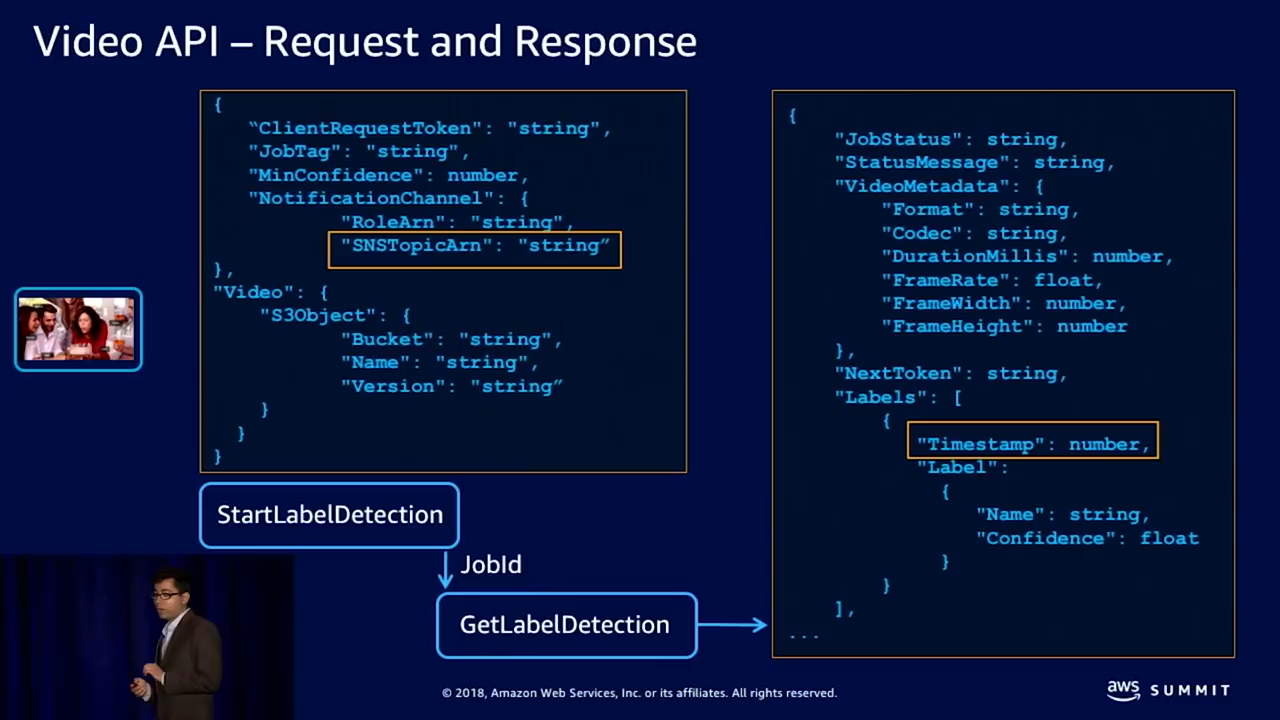 Video API – Request and Response
{
“ClientRequestToken": "string",
"JobTag": "string",
"MinConfidence": number,
"NotificationChannel": {
"RoleArn": "string",
"SNSTopicArn": "string”
},
"Video": {
"S3Object": {
"Bucket": "string",
"Name": "string",
"Version": "string”
}
}
}
StartLabelDetection
JobId
GetLabelDetection
{
"JobStatus": string,
"StatusMessage": string,
"VideoMetadata": {
"Format": string,
"Codec": string,
"DurationMillis": number,
"FrameRate": float,
"FrameWidth": number,
"FrameHeight": number
},
"NextToken": string,
"Labels": [
{
"Timestamp": number,
"Label":
{
"Name": string,
"Confidence": float
}
}
],
...
© 2018, Amazon Web Services, Inc. or its affiliates. All rights reserved.
aws SUMMIT